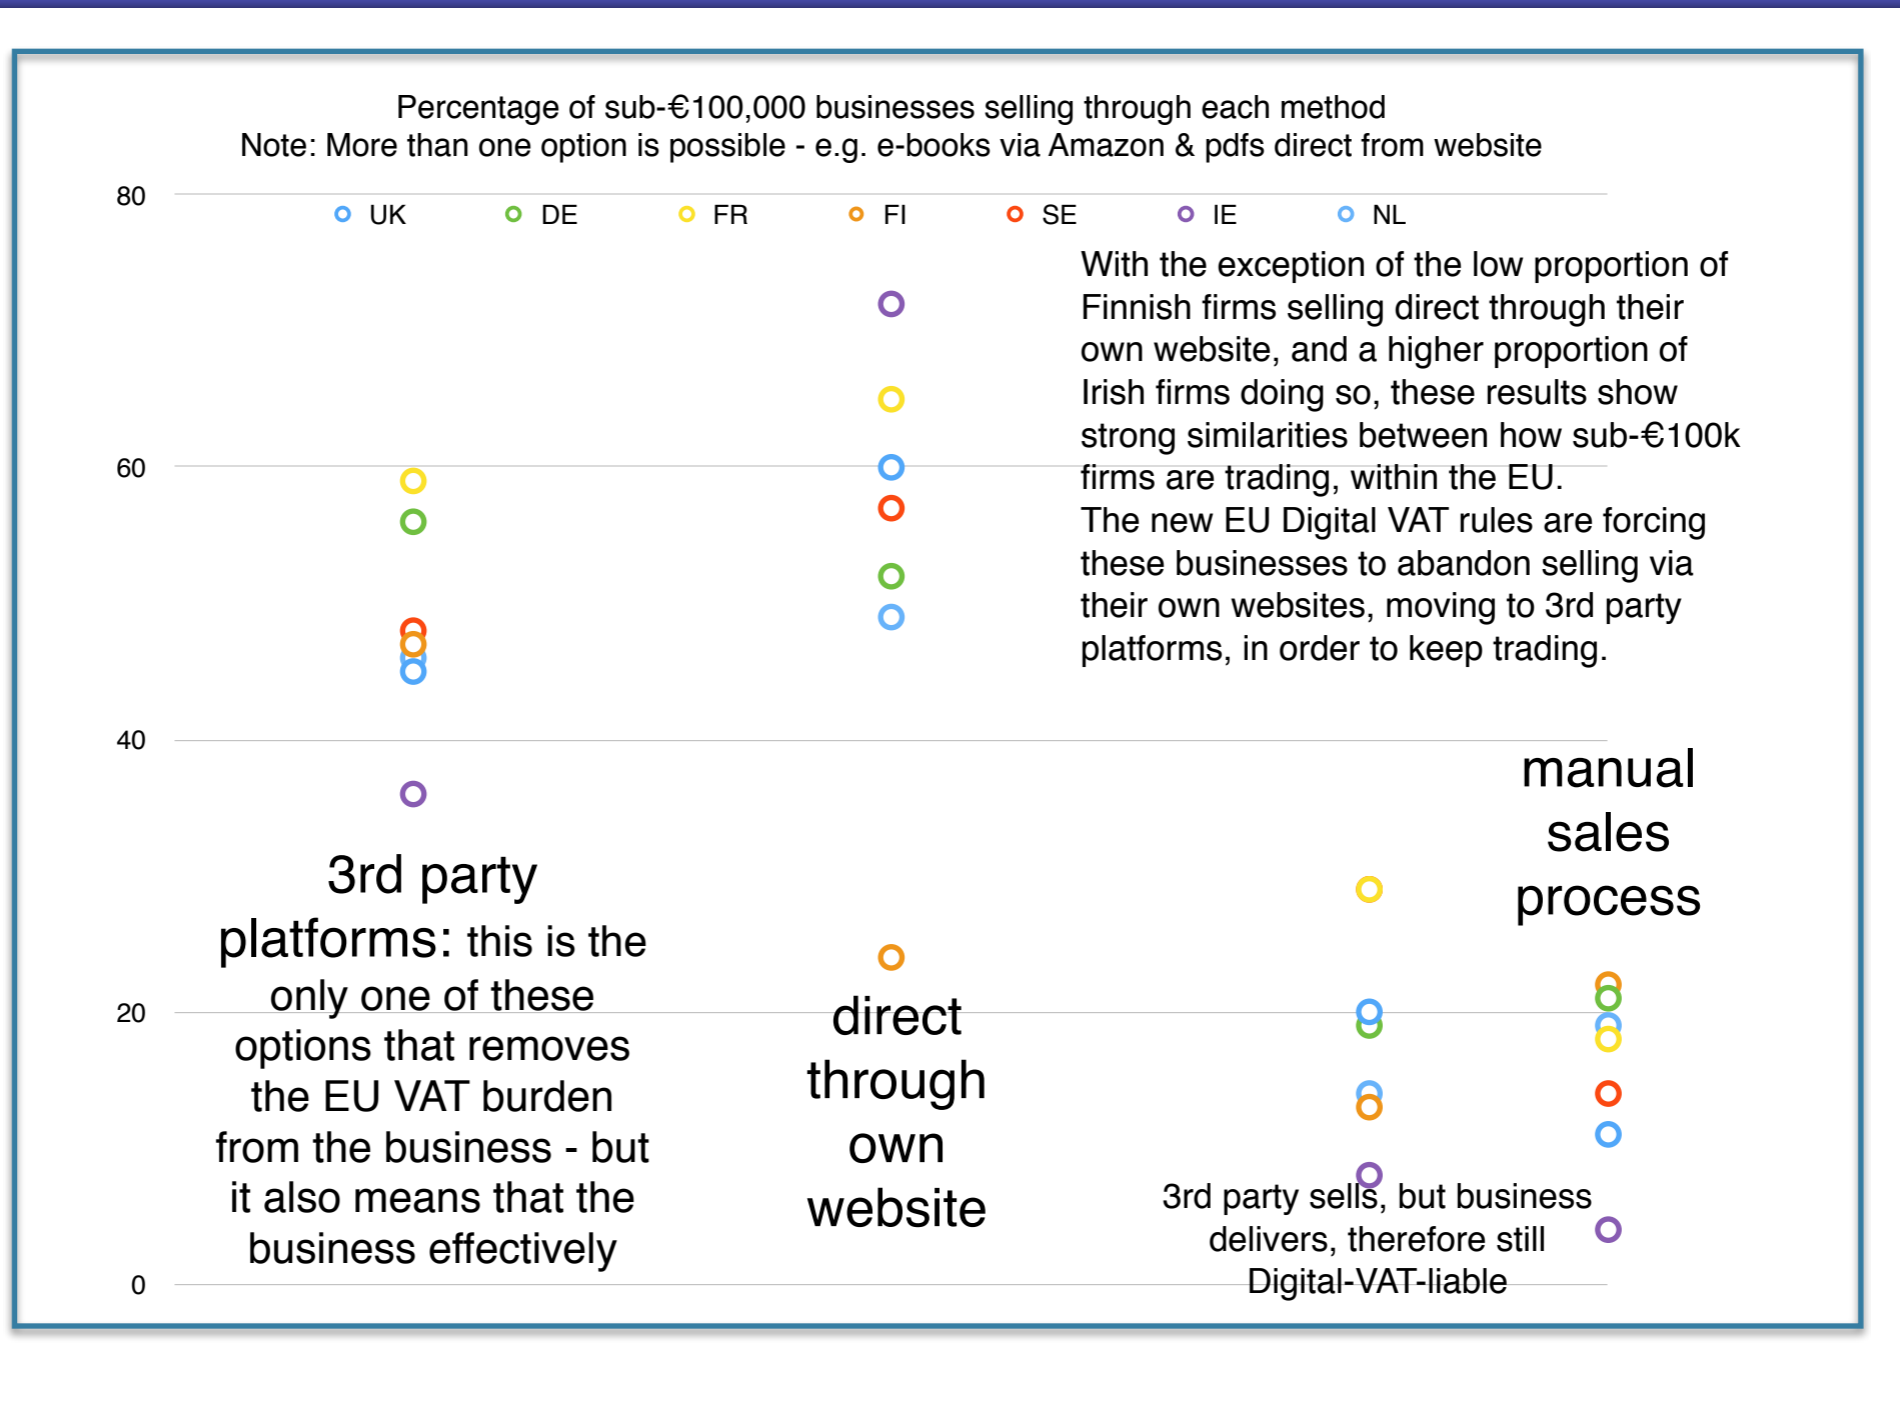 Percentage of sub-€100,000 businesses selling through each method
Note: More than one option is possible - e.g. e-books via Amazon & pdfs direct from website
80
UK DE FR FI SE IE NL
With the exception of the low proportion of
Finnish firms selling direct through their
own website, and a higher proportion of
Irish firms doing so, these results show
strong similarities between how sub-€100k
60
firms are trading, within the EU.
The new EU Digital VAT rules are forcing
these businesses to abandon selling via
their own websites, moving to 3rd party
platforms, in order to keep trading.
40
manual
sales
process
3rd party
platforms: this is the
only one of these
options that removes
the EU VAT burden
from the business - but
it also means that the
business effectively
20
direct
through
own
website
3rd party sells, but business
delivers, therefore still
Digital-VAT-liable
0